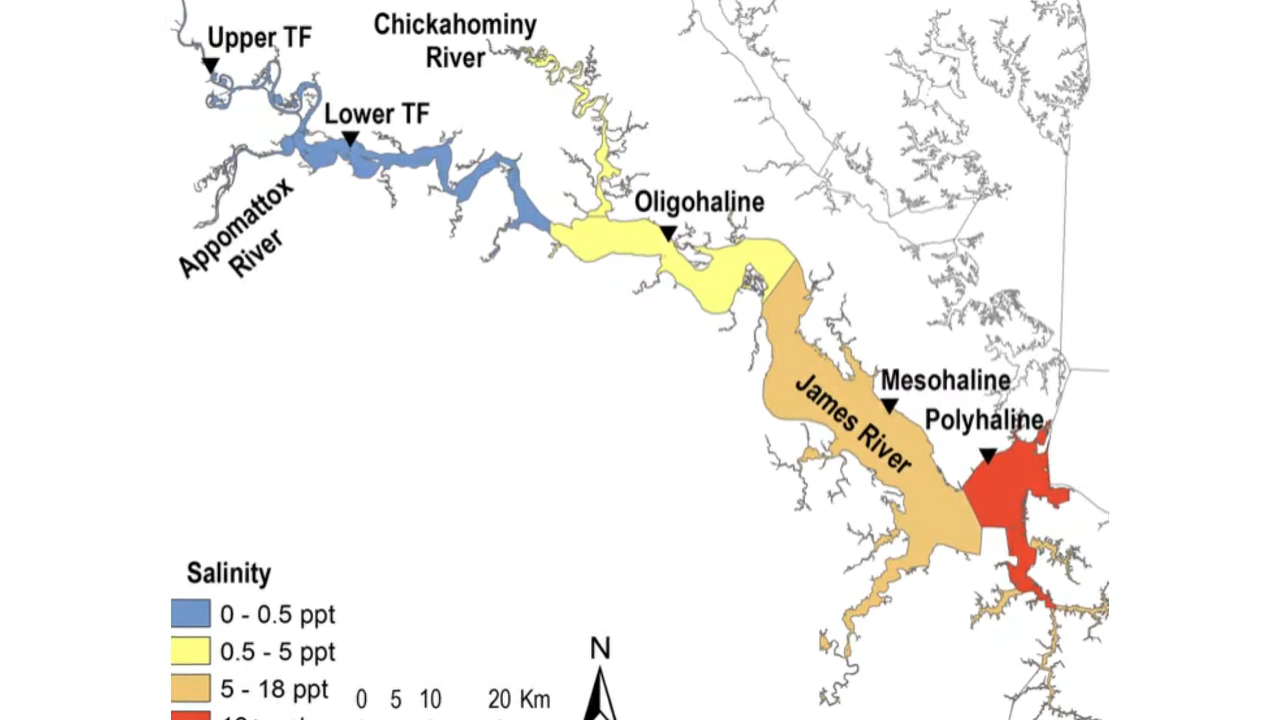 Upper TF
Chickahominy
River
Lower TF
Appomattox
River
Oligohaline
Mesohaline
Polyhaline
James River
Salinity
0 - 0.5 ppt
0.5 - 5 ppt
5 - 18 ppt
0 5 10 20 Km
N